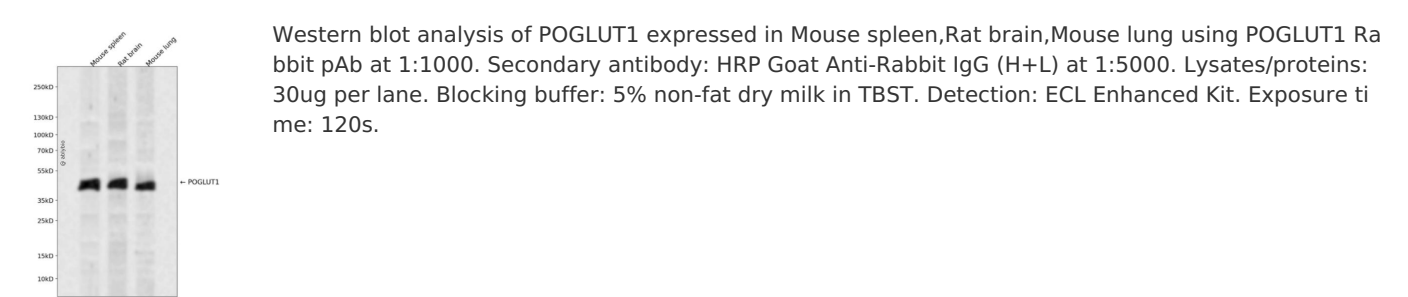 Mouse spleen
Rat brain
Mouse lung
250kD
130kD
100kD
70kD
55kD
35kD
25kD
15kD
10kD
@ atrybio
← POGLUT1
Western blot analysis of POGLUT1 expressed in Mouse spleen,Rat brain,Mouse lung using POGLUT1 Ra
bbit pAb at 1:1000. Secondary antibody: HRP Goat Anti-Rabbit IgG (H+L) at 1:5000. Lysates/proteins:
30ug per lane. Blocking buffer: 5% non-fat dry milk in TBST. Detection: ECL Enhanced Kit. Exposure ti
me: 120s.